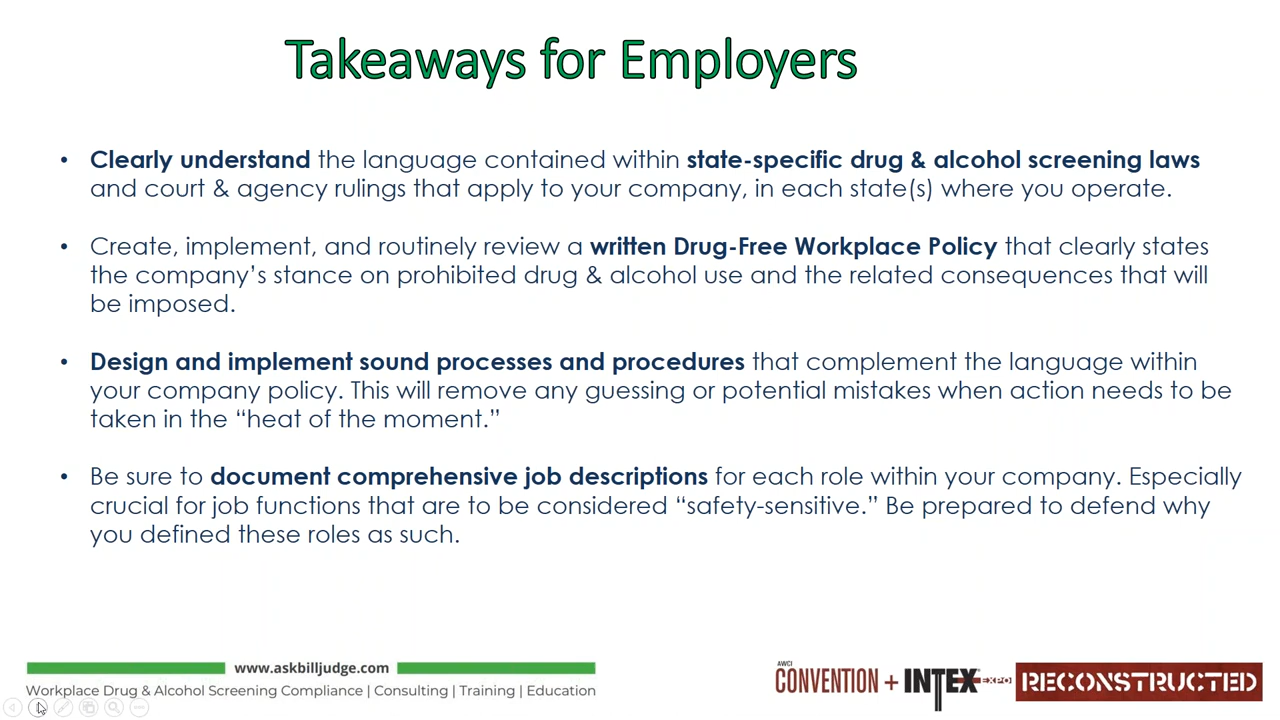 Takeaways for Employers
• Clearly understand the language contained within state-specific drug & alcohol screening laws
and court & agency rulings that apply to your company, in each state(s) where you operate.
• Create, implement, and routinely review a written Drug-Free Workplace Policy that clearly states
the company’s stance on prohibited drug & alcohol use and the related consequences that will
be imposed.
• Design and implement sound processes and procedures that complement the language within
your company policy. This will remove any guessing or potential mistakes when action needs to be
taken in the “heat of the moment.”
• Be sure to document comprehensive job descriptions for each role within your company. Especially
crucial for job functions that are to be considered “safety-sensitive.” Be prepared to defend why
you defined these roles as such.
www.askbilljudge.com
Workplace Drug & Alcohol Screening Compliance | Consulting | Training | Education
AWCI
CONVENTION + INTEX EXPO RECONSTRUCTED